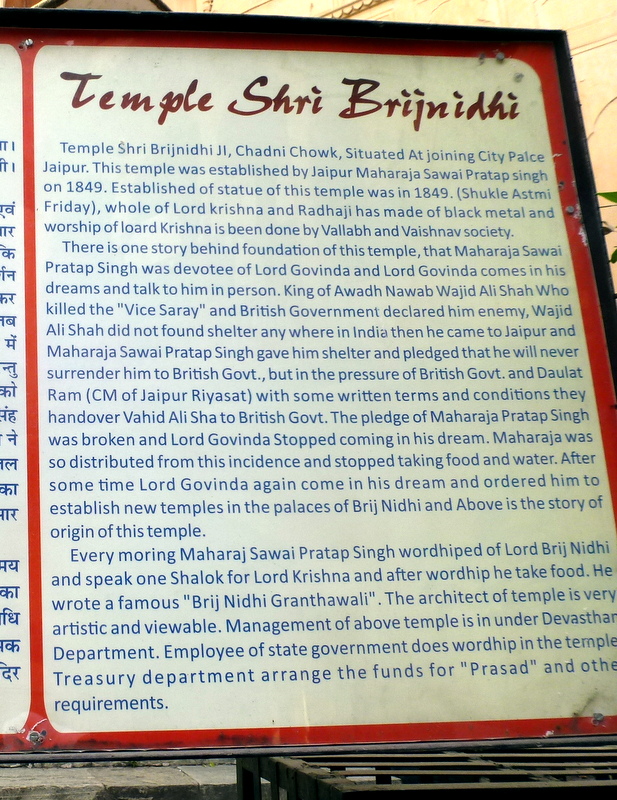 Temple Shri Brijnidhi
Temple Shri Brijnidhi JI, Chadni Chowk, Situated At joining City Palce
Jaipur. This temple was established by Jaipur Maharaja Sawai Pratap singh
on 1849. Established of statue of this temple was in 1849. (Shukle Astmi
Friday), whole of Lord krishna and Radhaji has made of black metal and
worship of loard Krishna is been done by Vallabh and Vaishnav society.
There is one story behind foundation of this temple, that Maharaja Sawai
Pratap Singh was devotee of Lord Govinda and Lord Govinda comes in his
dreams and talk to him in person. King of Awadh Nawab Wajid Ali Shah Who
killed the "Vice Saray" and British Government declared him enemy, Wajid
Ali Shah did not found shelter any where in India then he came to Jaipur and
Maharaja Sawai Pratap Singh gave him shelter and pledged that he will never
surrender him to British Govt., but in the pressure of British Govt. and Daulat
Ram (CM of Jaipur Riyasat) with some written terms and conditions they
handover Vahid Ali Sha to British Govt. The pledge of Maharaja Pratap Singh
was broken and Lord Govinda Stopped coming in his dream. Maharaja was
so distributed from this incidence and stopped taking food and water. After
some time Lord Govinda again come in his dream and ordered him to
establish new temples in the palaces of Brij Nidhi and Above is the story of
origin of this temple.
Every moring Maharaj Sawai Pratap Singh wordhiped of Lord Brij Nidhi
and speak one Shalok for Lord Krishna and after wordhip he take food. He
wrote a famous "Brij Nidhi Granthawali". The architect of temple is very
artistic and viewable. Management of above temple is in under Devasthan
Department. Employee of state government does wordhip in the temple
Treasury department arrange the funds for "Prasad" and othe
requirements.